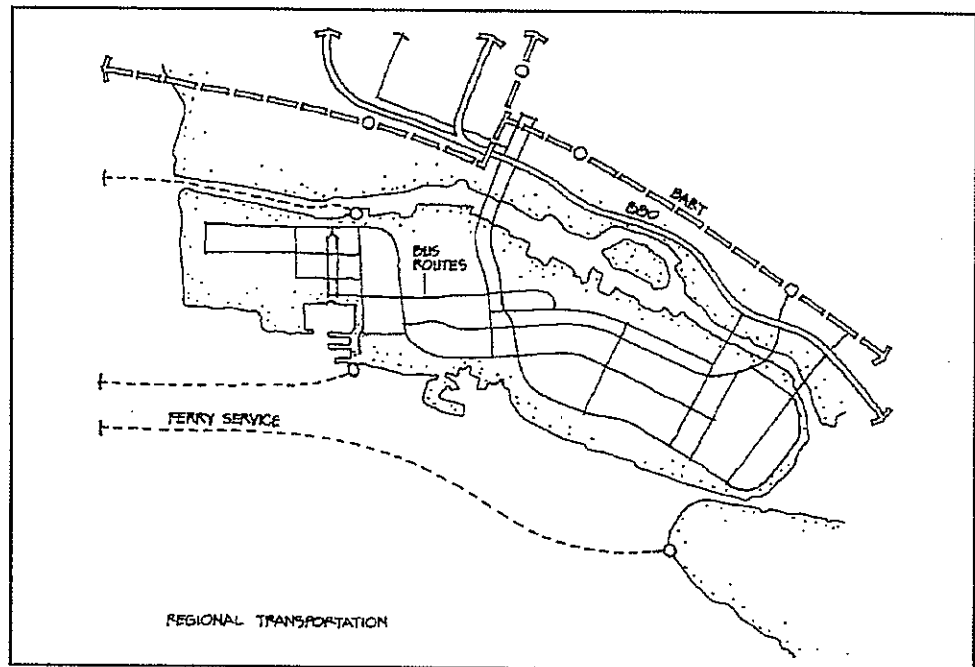 BART
880
BUS
ROUTES
FERRY SERVICE
REGIONAL TRANSPORTATION